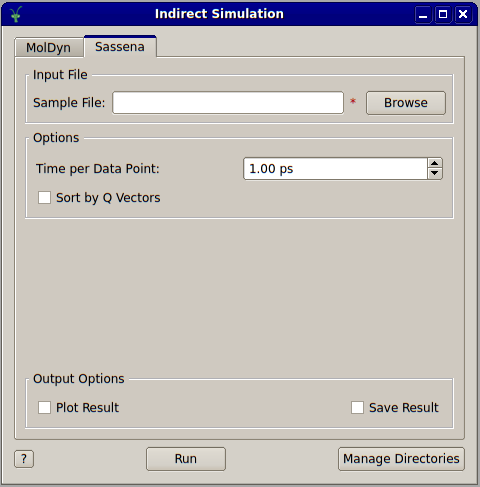 Indirect Simulation
MolDyn Sassena
Input File
Sample File: * Browse
Options
Time per Data Point: 1.00 ps
Sort by Q Vectors
Output Options
Plot Result Save Result
? Run Manage Directories